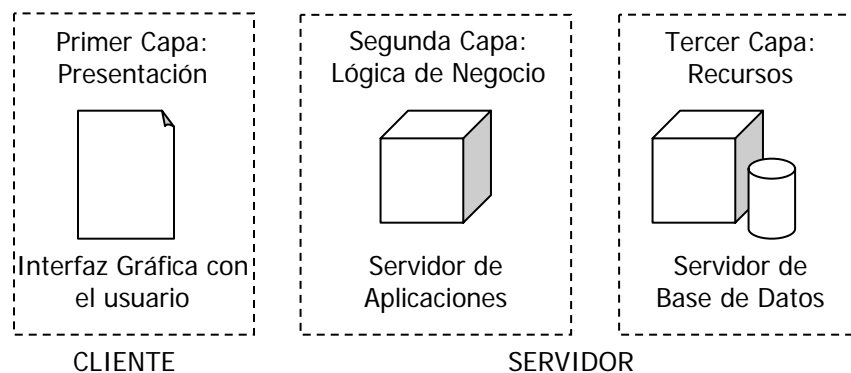 Primer Capa:
Presentación
Interfaz Gráfica con
el usuario
Segunda Capa:
Lógica de Negocio
Servidor de
Aplicaciones
Tercer Capa:
Recursos
Servidor de
Base de Datos
CLIENTE
SERVIDOR